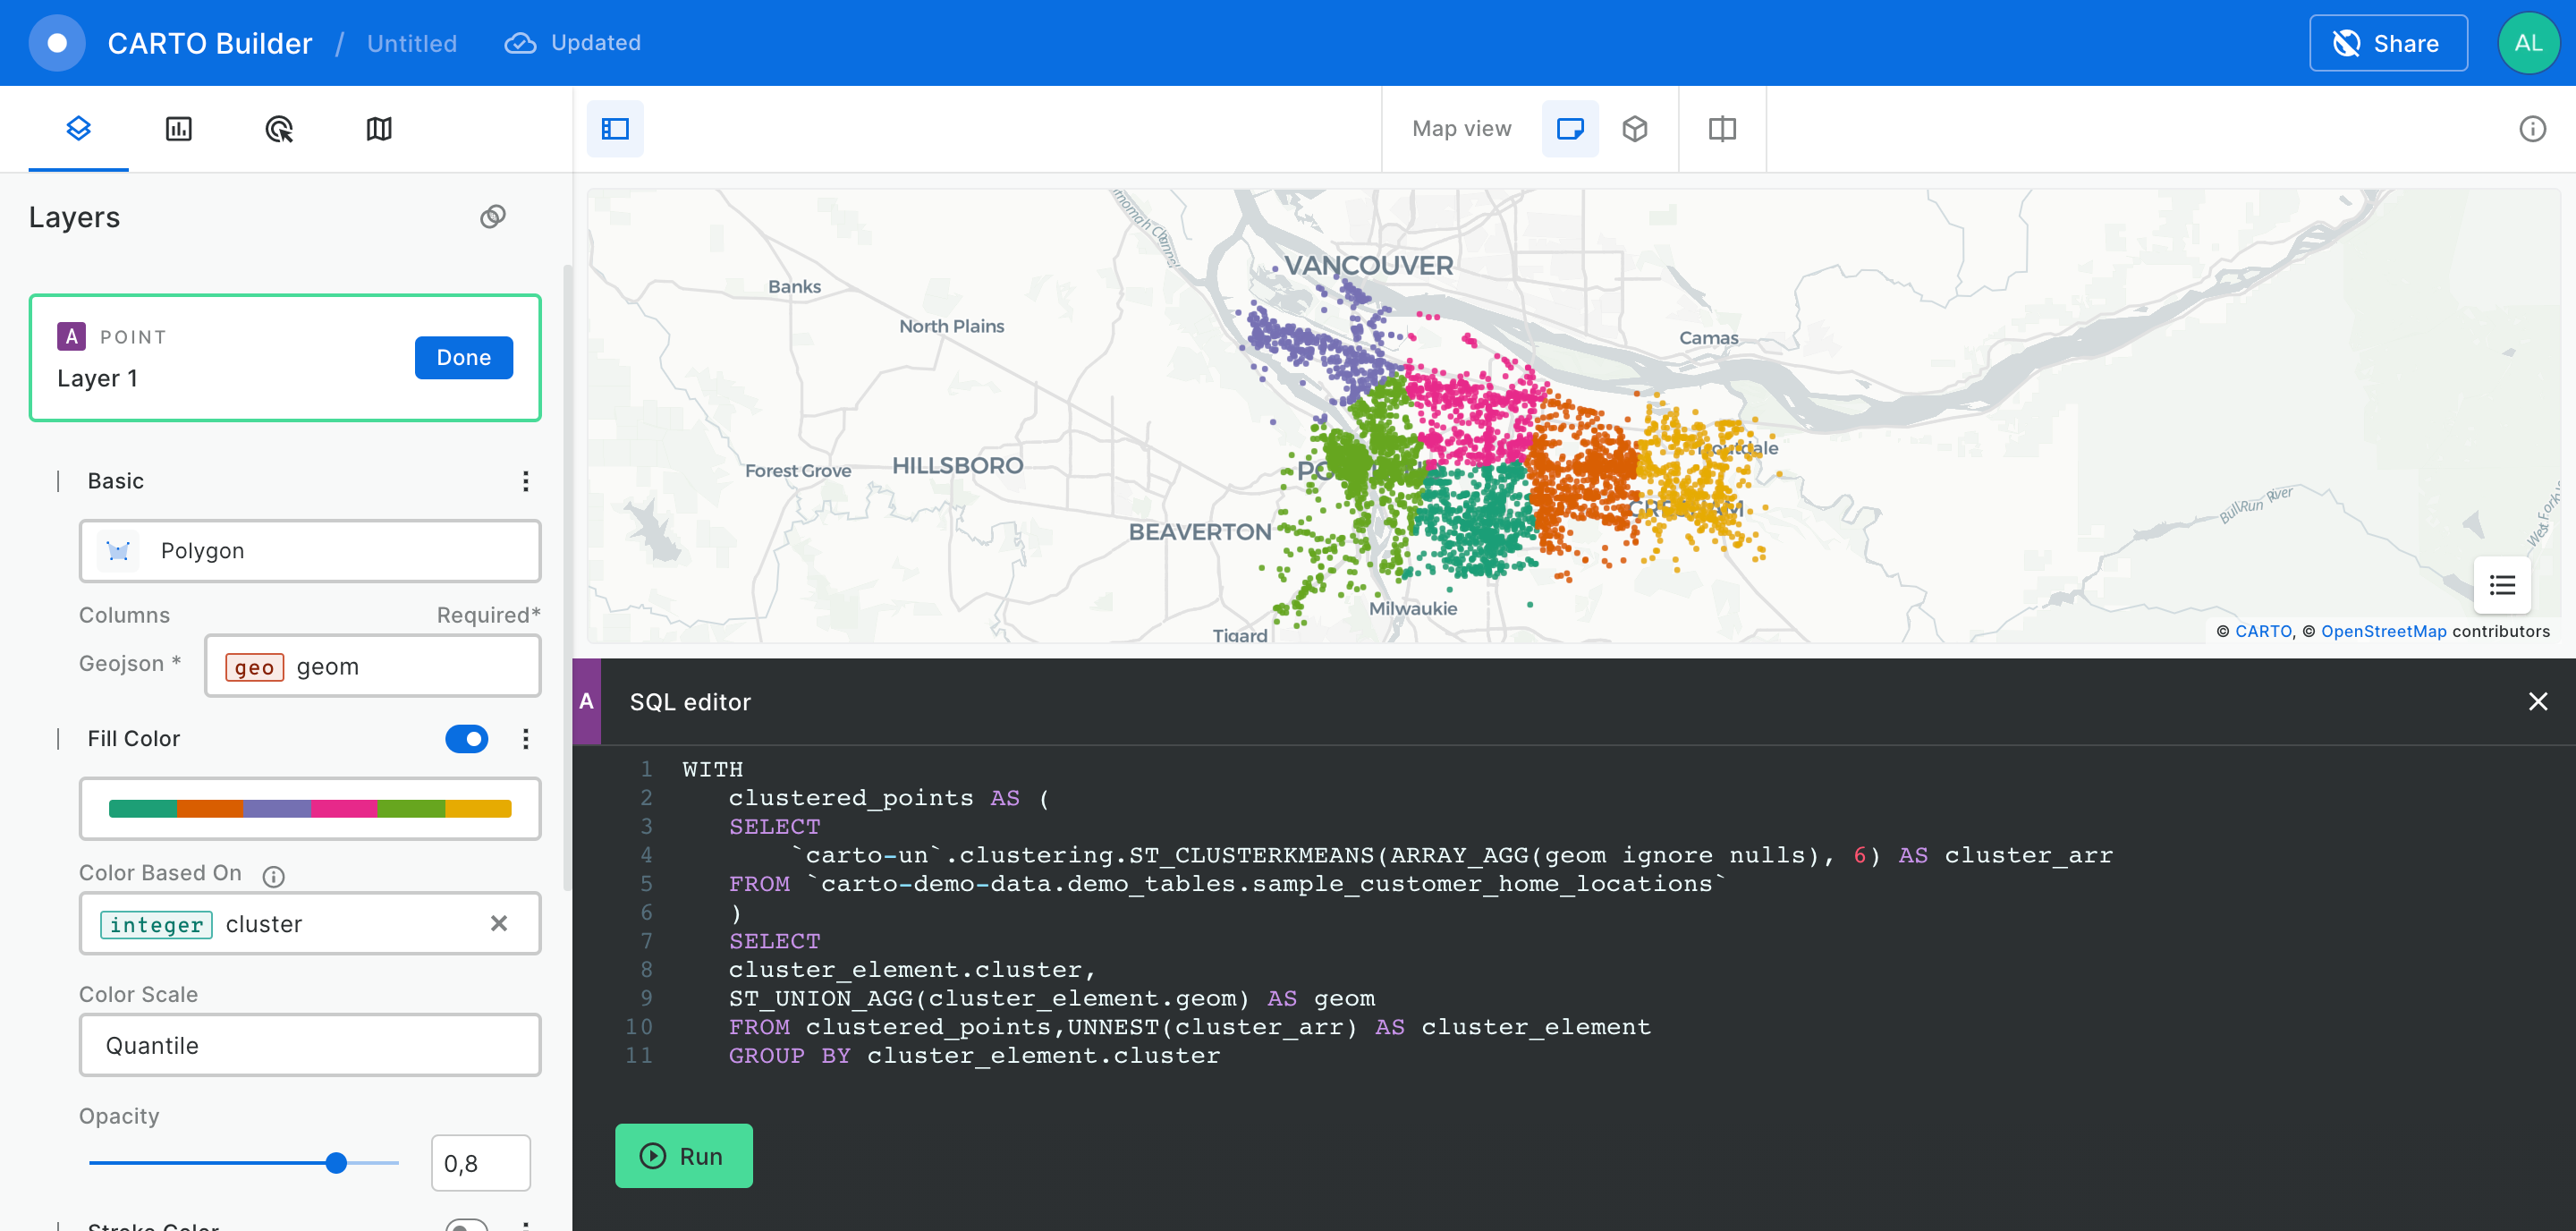 CARTO Builder / Untitled Updated
Share
AL
Map view
Layers
A POINT
Layer 1
Done
Basic
Polygon
Columns Required*
Geojson * geo geom
Fill Color
Color Based On
integer cluster
Color Scale
Quantile
Opacity
0,8
Stroke Color
VANCOUVER
Banks
North Plains
Camas
Forest Grove
HILLSBORO
BEAVERTON
GRESHAM
Milwaukie
Tigard
Bull Run River
© CARTO, © OpenStreetMap contributors
A SQL editor
1 WITH
2 clustered_points AS (
3 SELECT
4 `carto-un`.clustering.ST_CLUSTERKMEANS(ARRAY_AGG(geom ignore nulls), 6) AS cluster_arr
5 FROM `carto-demo-data.demo_tables.sample_customer_home_locations`
6 )
7 SELECT
8 cluster_element.cluster,
9 ST_UNION_AGG(cluster_element.geom) AS geom
10 FROM clustered_points,UNNEST(cluster_arr) AS cluster_element
11 GROUP BY cluster_element.cluster
Run